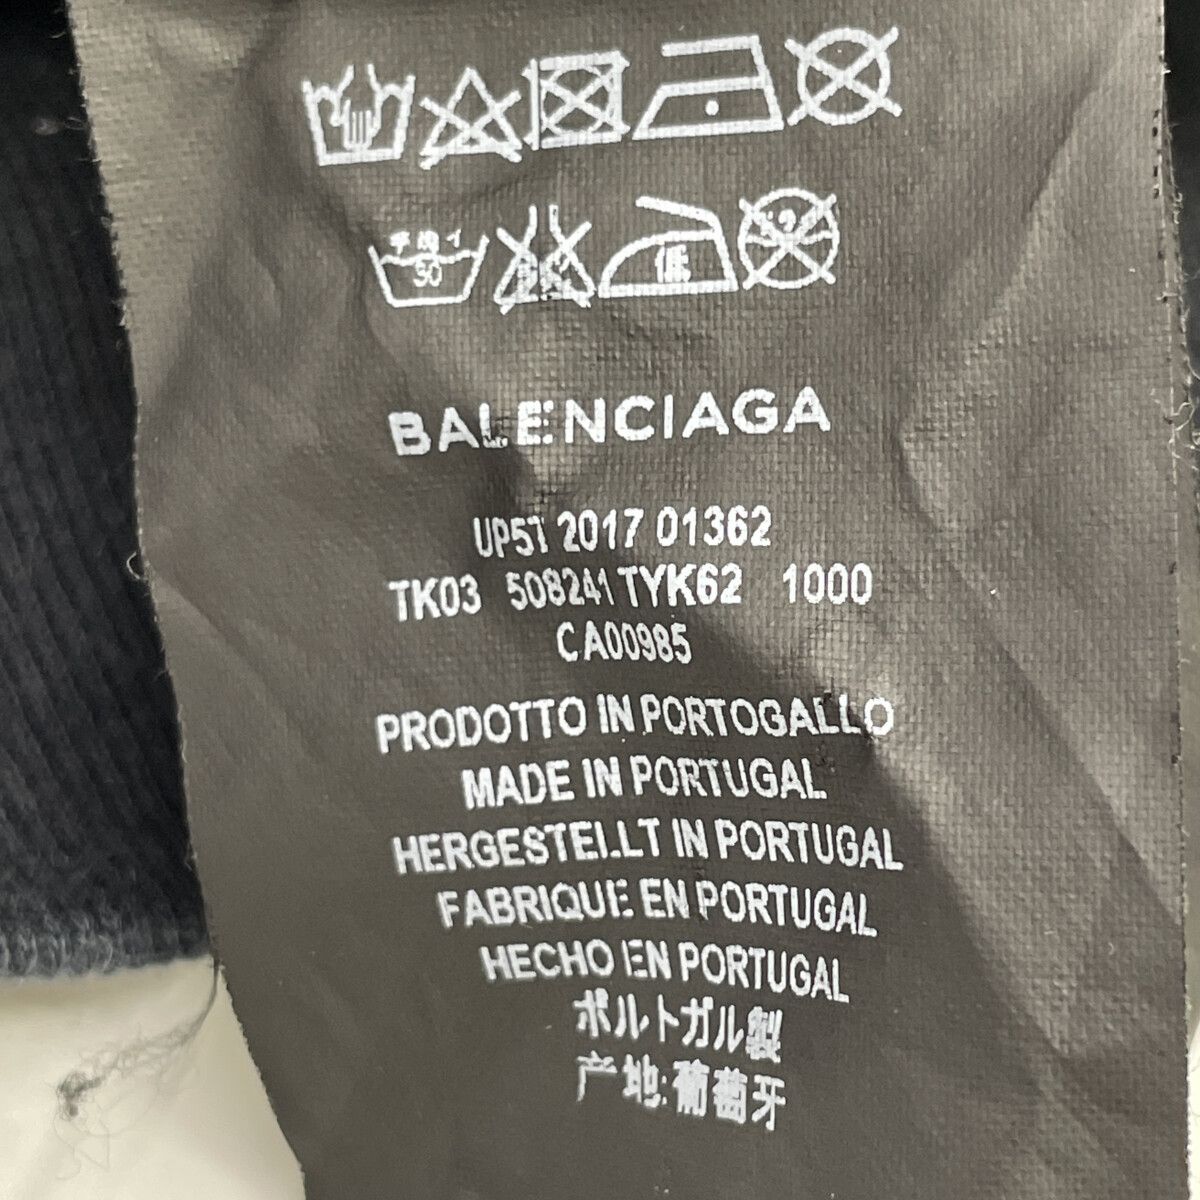 手洗イ
30
低
BALENCIAGA
UP5T 2017 01362
TK03 508241 TYK62 1000
CA00985
PRODOTTO IN PORTOGALLO
MADE IN PORTUGAL
HERGESTELLT IN PORTUGAL
FABRIQUE EN PORTUGAL
HECHO EN PORTUGAL
ポルトガル製
产地:葡萄牙